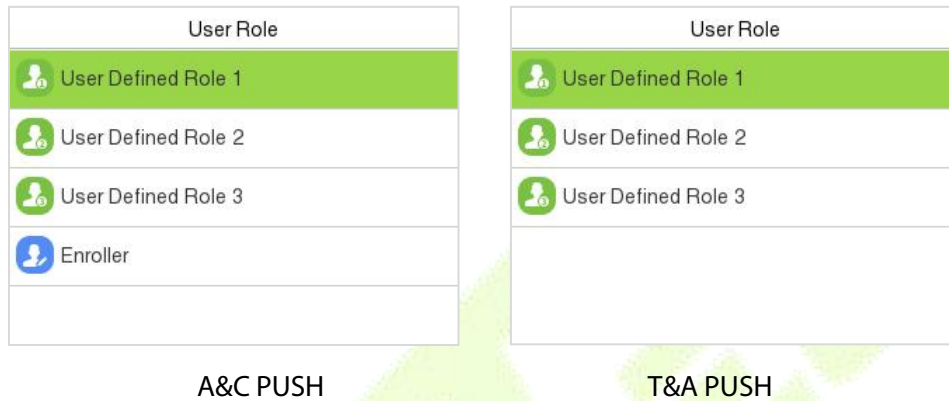 User Role
User Defined Role 1
User Defined Role 2
User Defined Role 3
Enroller
A&C PUSH
User Role
User Defined Role 1
User Defined Role 2
User Defined Role 3
T&A PUSH